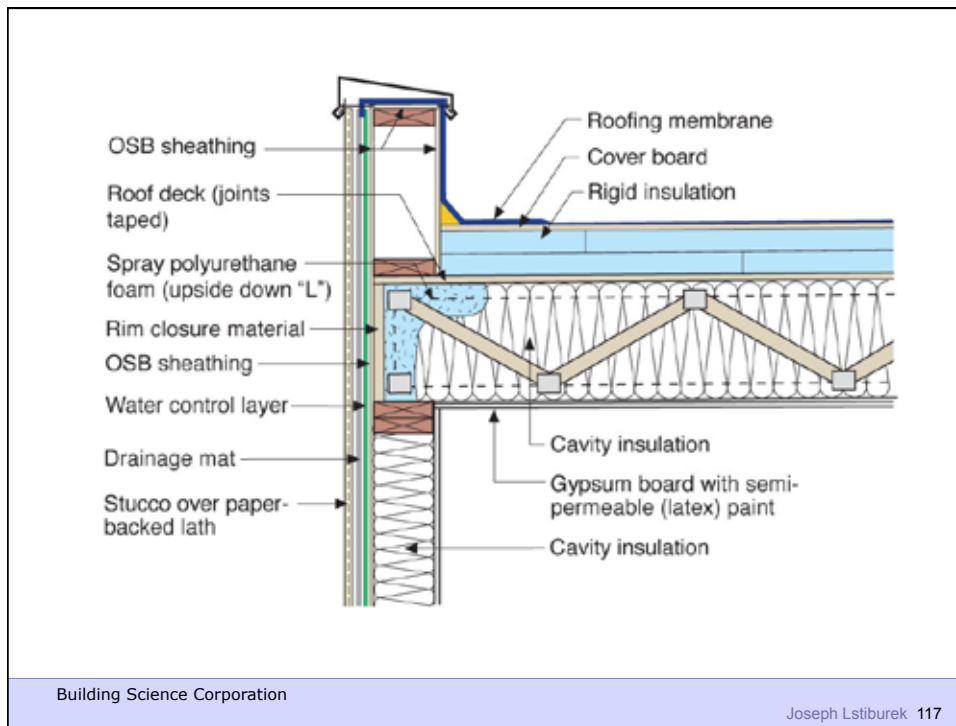 OSB sheathing
Roof deck (joints
taped)
Spray polyurethane
foam (upside down "L")
Rim closure material
OSB sheathing
Water control layer
Drainage mat
Stucco over paper-
backed lath
Roofing membrane
Cover board
Rigid insulation
Cavity insulation
Gypsum board with semi-
permeable (latex) paint
Cavity insulation
Building Science Corporation
Joseph Lstiburek 117